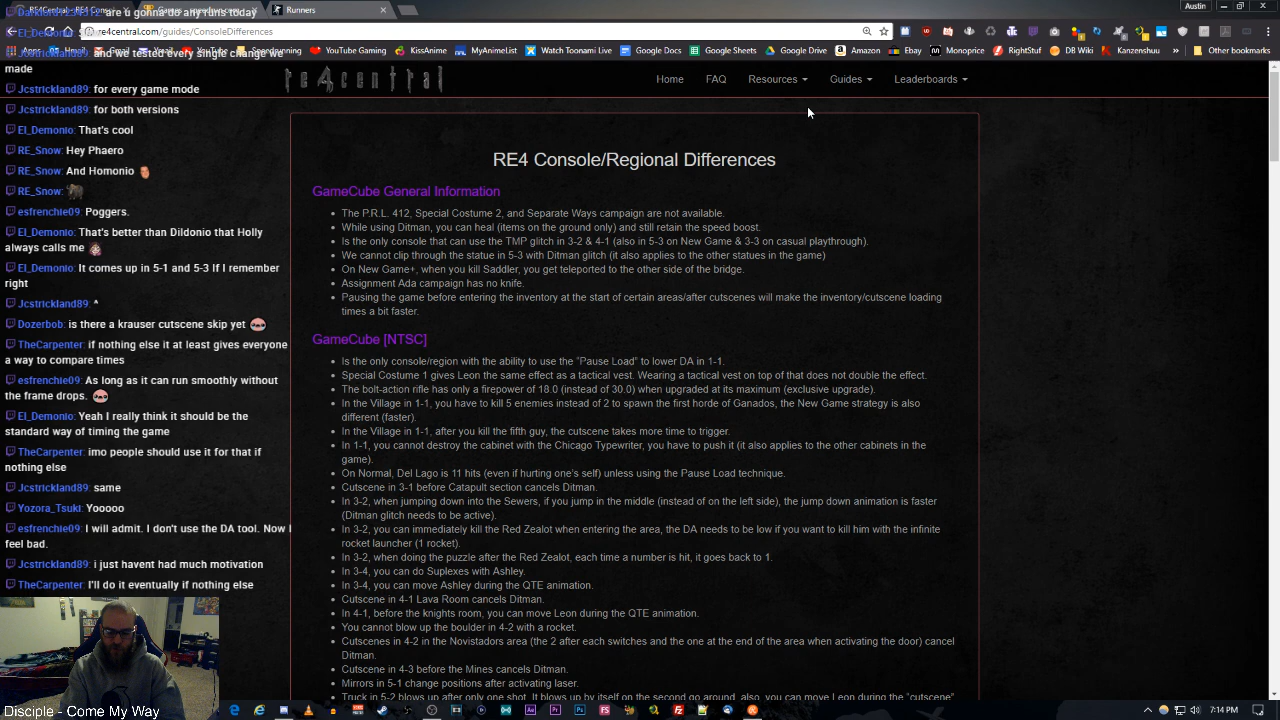 RE4Central
Runners
Austin
re4central.com/guides/ConsoleDifferences
YouTube Gaming
KissAnime
MyAnimeList
Watch Toonami Live
Google Docs
Google Sheets
Google Drive
Amazon
Ebay
Monoprice
RightStuf
DB Wiki
Kanzenshuu
Other bookmarks
are u gonna do any runs today
and we tested every single change we
made
Jcstrickland89: for every game mode
Jcstrickland89: for both versions
El_Demonio: That's cool
RE_Snow: Hey Phaero
RE_Snow: And Homonio
RE_Snow:
esfrenchie09: Poggers.
El_Demonio: That's better than Dildonio that Holly
always calls me
El_Demonio: It comes up in 5-1 and 5-3 If I remember
right
Jcstrickland89: ^
Dozerbob: is there a krauser cutscene skip yet
TheCarpenter: if nothing else it at least gives everyone
a way to compare times
esfrenchie09: As long as it can run smoothly without
the frame drops.
El_Demonio: Yeah I really think it should be the
standard way of timing the game
TheCarpenter: imo people should use it for that if
nothing else
Jcstrickland89: same
Yozora_Tsuki: Yooooo
esfrenchie09: I will admit. I don't use the DA tool. Now I
feel bad.
Jcstrickland89: i just havent had much motivation
TheCarpenter: I'll do it eventually if nothing else
Disciple - Come My Way
re4central
Home
FAQ
Resources
Guides
Leaderboards
RE4 Console/Regional Differences
GameCube General Information
The P.R.L. 412, Special Costume 2, and Separate Ways campaign are not available.
While using Ditman, you can heal (items on the ground only) and still retain the speed boost.
Is the only console that can use the TMP glitch in 3-2 & 4-1 (also in 5-3 on New Game & 3-3 on casual playthrough).
We cannot clip through the statue in 5-3 with Ditman glitch (it also applies to the other statues in the game)
On New Game+, when you kill Saddler, you get teleported to the other side of the bridge.
Assignment Ada campaign has no knife.
Pausing the game before entering the inventory at the start of certain areas/after cutscenes will make the inventory/cutscene loading
times a bit faster.
GameCube [NTSC]
Is the only console/region with the ability to use the "Pause Load" to lower DA in 1-1.
Special Costume 1 gives Leon the same effect as a tactical vest. Wearing a tactical vest on top of that does not double the effect.
The bolt-action rifle has only a firepower of 18.0 (instead of 30.0) when upgraded at its maximum (exclusive upgrade).
In the Village in 1-1, you have to kill 5 enemies instead of 2 to spawn the first horde of Ganados, the New Game strategy is also
different (faster).
In the Village in 1-1, after you kill the fifth guy, the cutscene takes more time to trigger.
In 1-1, you cannot destroy the cabinet with the Chicago Typewriter, you have to push it (it also applies to the other cabinets in the
game).
On Normal, Del Lago is 11 hits (even if hurting one's self) unless using the Pause Load technique.
Cutscene in 3-1 before Catapult section cancels Ditman.
In 3-2, when jumping down into the Sewers, if you jump in the middle (instead of on the left side), the jump down animation is faster
(Ditman glitch needs to be active).
In 3-2, you can immediately kill the Red Zealot when entering the area, the DA needs to be low if you want to kill him with the infinite
rocket launcher (1 rocket).
In 3-2, when doing the puzzle after the Red Zealot, each time a number is hit, it goes back to 1.
In 3-4, you can do Suplexes with Ashley.
In 3-4, you can move Ashley during the QTE animation.
Cutscene in 4-1 Lava Room cancels Ditman.
In 4-1, before the knights room, you can move Leon during the QTE animation.
You cannot blow up the boulder in 4-2 with a rocket.
Cutscenes in 4-2 in the Novistadors area (the 2 after each switches and the one at the end of the area when activating the door) cancel
Ditman.
Cutscene in 4-3 before the Mines cancels Ditman.
Mirrors in 5-1 change positions after activating laser.
Truck in 5-2 blows up after only one shot. It blows up by itself on the second go around, also, you can move Leon during the "cutscene"
7:14 PM